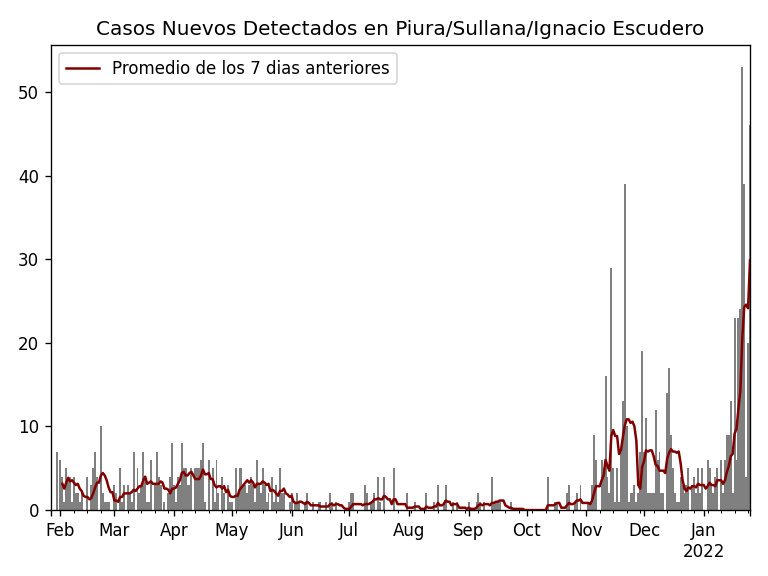 Casos Nuevos Detectados en Piura/Sullana/Ignacio Escudero
Promedio de los 7 dias anteriores
50
40
30
20
10
0
Feb Mar Apr May Jun Jul Aug Sep Oct Nov Dec Jan
2022